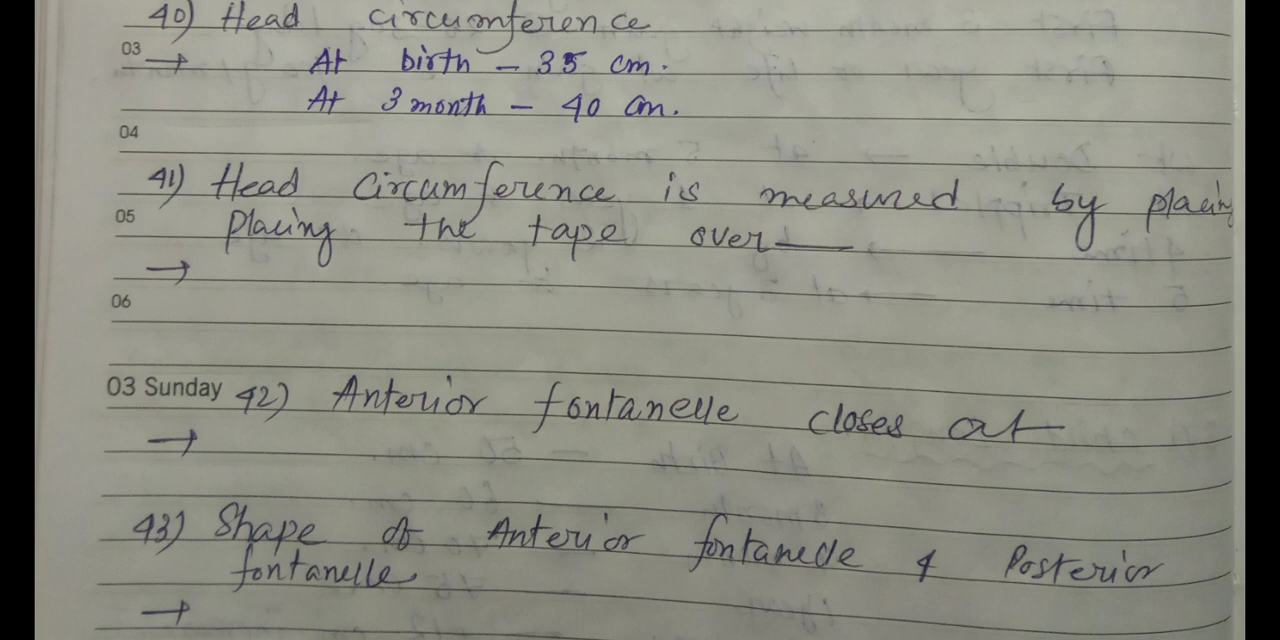 40) Head circumference
03 → At birth – 35 cm.
At 3 month – 40 cm.
04
41) Head Circumference is measured by placing
05 placing the tape over —
→
06
03 Sunday 42) Anterior fontanelle closes at —
→
43) Shape of Anterior fontanelle & Posterior
fontanelle
→